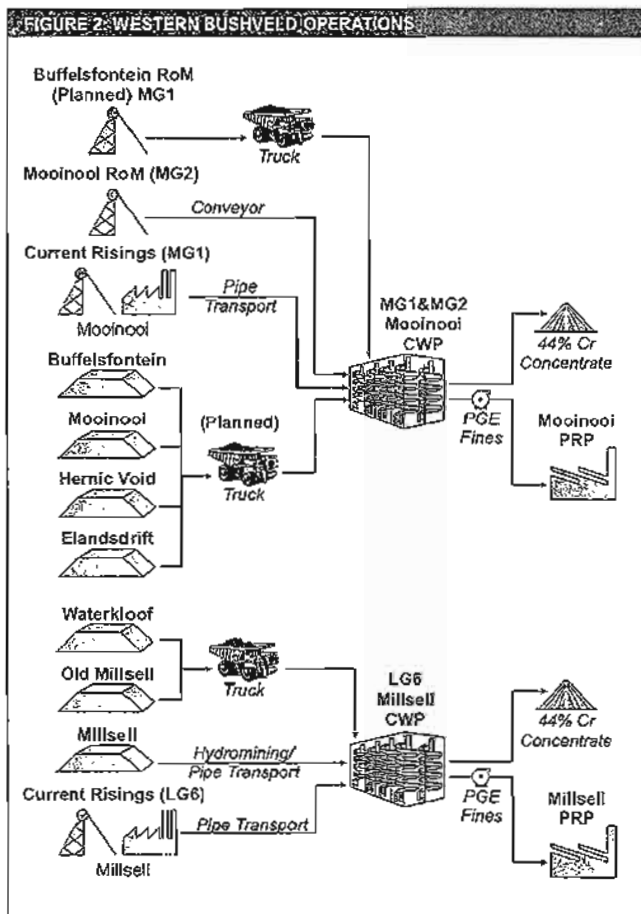 FIGURE 2: WESTERN BUSHVELD OPERATIONS
Buffelsfontein RoM
(Planned) MG1
Truck
Mooinool RoM (MG2)
Conveyor
Current Risings (MG1)
Pipe
Transport
Mooinooi
MG1&MG2
Mooinooi
CWP
44% Cr
Concentrate
PGE
Fines
Mooinooi
PRP
Buffelsfontein
Mooinooi
(Planned)
Truck
Hernic Void
Elandsdrift
Waterkloof
Truck
Old Millsell
LG6
Millsell
CWP
44% Cr
Concentrate
Millsell
Hydromining/
Pipe Transport
PGE
Fines
Current Risings (LG6)
Pipe Transport
Millsell
Millsell
PRP